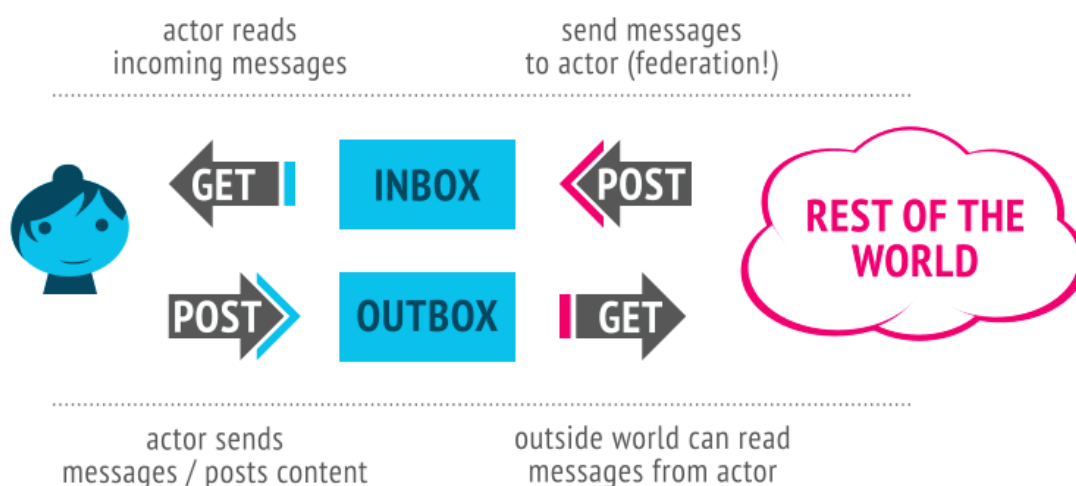 actor reads
incoming messages
send messages
to actor (federation!)
GET
INBOX
POST
REST OF THE
WORLD
POST
OUTBOX
GET
actor sends
messages / posts content
outside world can read
messages from actor